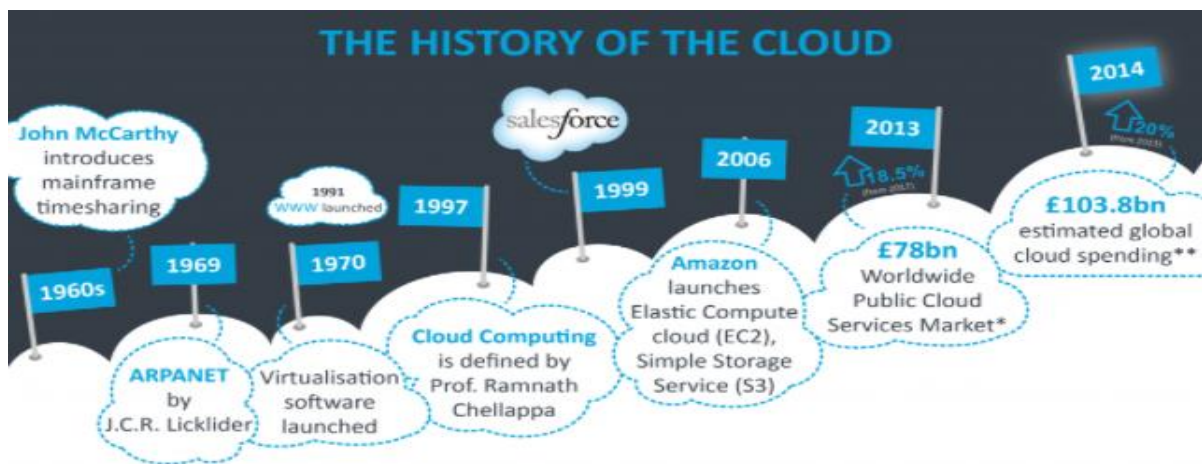 THE HISTORY OF THE CLOUD
1960s
John McCarthy
introduces
mainframe
timesharing
1969
ARPANET
by
J.C.R. Licklider
1970
Virtualisation
software
launched
1991
WWW launched
1997
Cloud Computing
is defined by
Prof. Ramnath
Chellappa
1999
salesforce
2006
Amazon
launches
Elastic Compute
cloud (EC2),
Simple Storage
Service (S3)
2013
18.5%
£78bn
Worldwide
Public Cloud
Services Market*
2014
20%
(from 2013)
£103.8bn
estimated global
cloud spending**